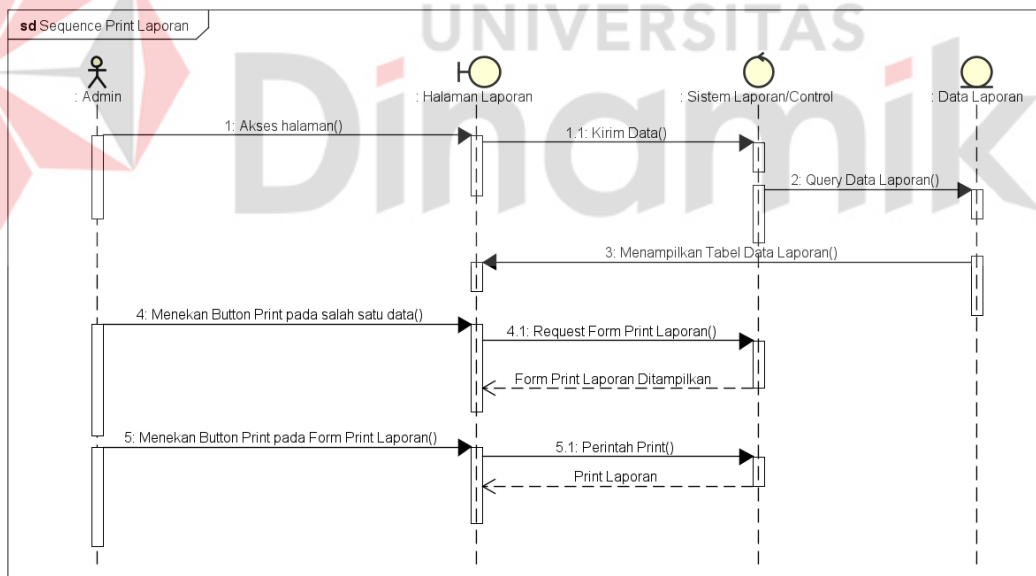 UNIVERSITAS
Dinamika
sd Sequence Print Laporan
: Admin
: Halaman Laporan
: Sistem Laporan/Control
: Data Laporan
1: Akses halaman()
1.1: Kirim Data()
2: Query Data Laporan()
3: Menampilkan Tabel Data Laporan()
4: Menekan Button Print pada salah satu data()
4.1: Request Form Print Laporan()
Form Print Laporan Ditampilkan
5: Menekan Button Print pada Form Print Laporan()
5.1: Perintah Print()
Print Laporan